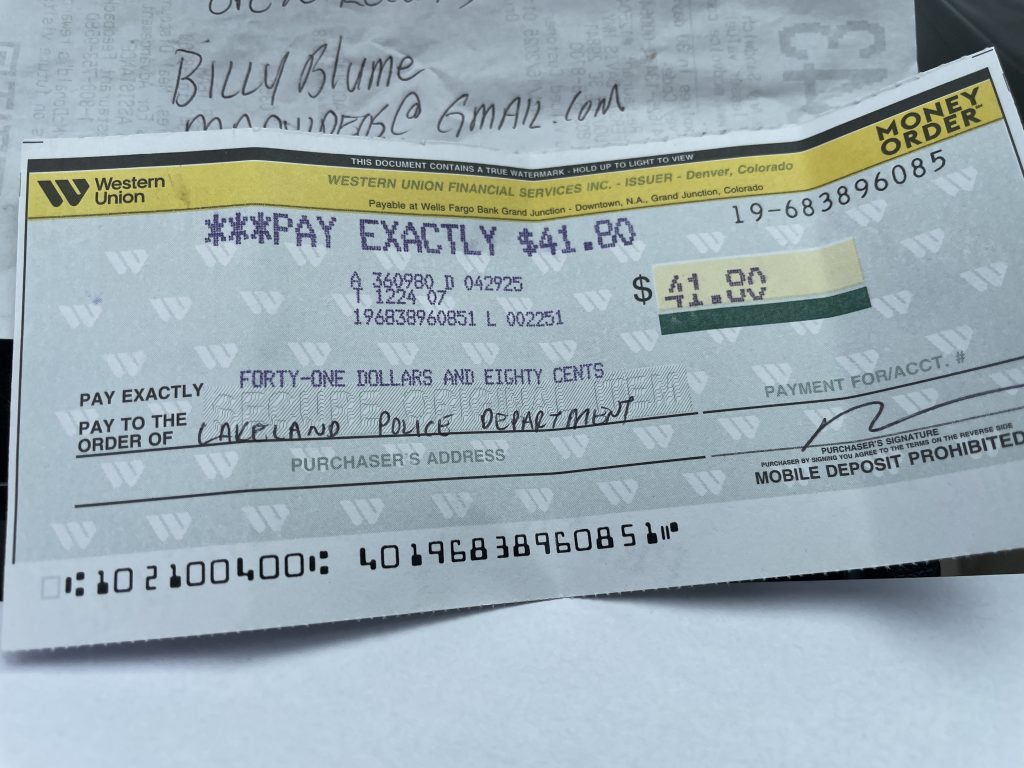 Billy Blume
@GMAIL.com
MONEY
ORDER™
THIS DOCUMENT CONTAINS A TRUE WATERMARK - HOLD UP TO LIGHT TO VIEW
Western
Union
WESTERN UNION FINANCIAL SERVICES INC. - ISSUER - Denver, Colorado
Payable at Wells Fargo Bank Grand Junction - Downtown, N.A., Grand Junction, Colorado
19-683896085
***PAY EXACTLY $41.80
A 360980 D 042925
T 1224 07
196838960851 L 002251
$ 41.80
PAY EXACTLY FORTY-ONE DOLLARS AND EIGHTY CENTS
PAYMENT FOR/ACCT. #
PAY TO THE
ORDER OF LAKELAND POLICE DEPARTMENT
PURCHASER'S ADDRESS
PURCHASER'S SIGNATURE
PURCHASER BY SIGNING YOU AGREE TO THE TERMS ON THE REVERSE SIDE
MOBILE DEPOSIT PROHIBITED
102100400 40196838960851